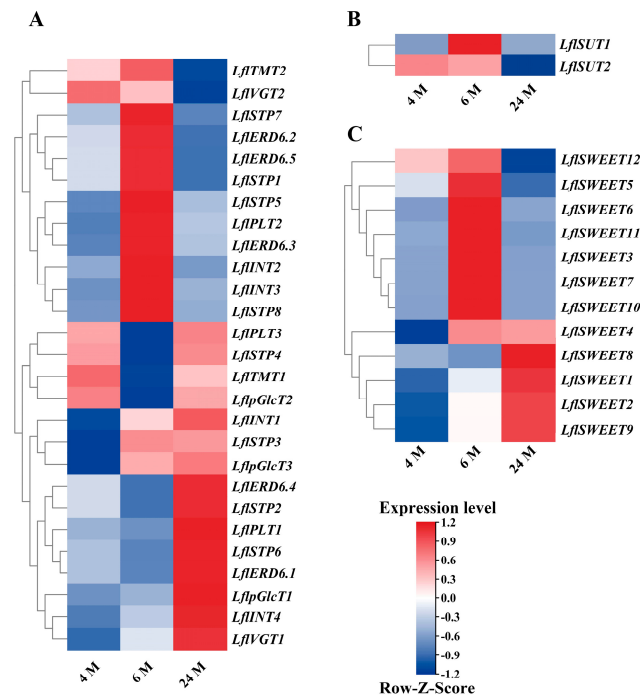 A
LflTMT2
LflVGT2
LflSTP7
LflERD6.2
LflERD6.5
LflSTP1
LflSTP5
LflPLT2
LflERD6.3
LflINT2
LflINT3
LflSTP8
LflPLT3
LflSTP4
LflTMT1
LflpGlcT2
LflINT1
LflSTP3
LflpGlcT3
LflERD6.4
LflSTP2
LflPLT1
LflSTP6
LflERD6.1
LflpGlcT1
LflINT4
LflVGT1
4 M 6 M 24 M
B
LflSUT1
LflSUT2
4 M 6 M 24 M
C
LflSWEET12
LflSWEET5
LflSWEET6
LflSWEET11
LflSWEET3
LflSWEET7
LflSWEET10
LflSWEET4
LflSWEET8
LflSWEET1
LflSWEET2
LflSWEET9
4 M 6 M 24 M
Expression level
1.2
0.9
0.6
0.3
0.0
-0.3
-0.6
-0.9
-1.2
Row-Z-Score